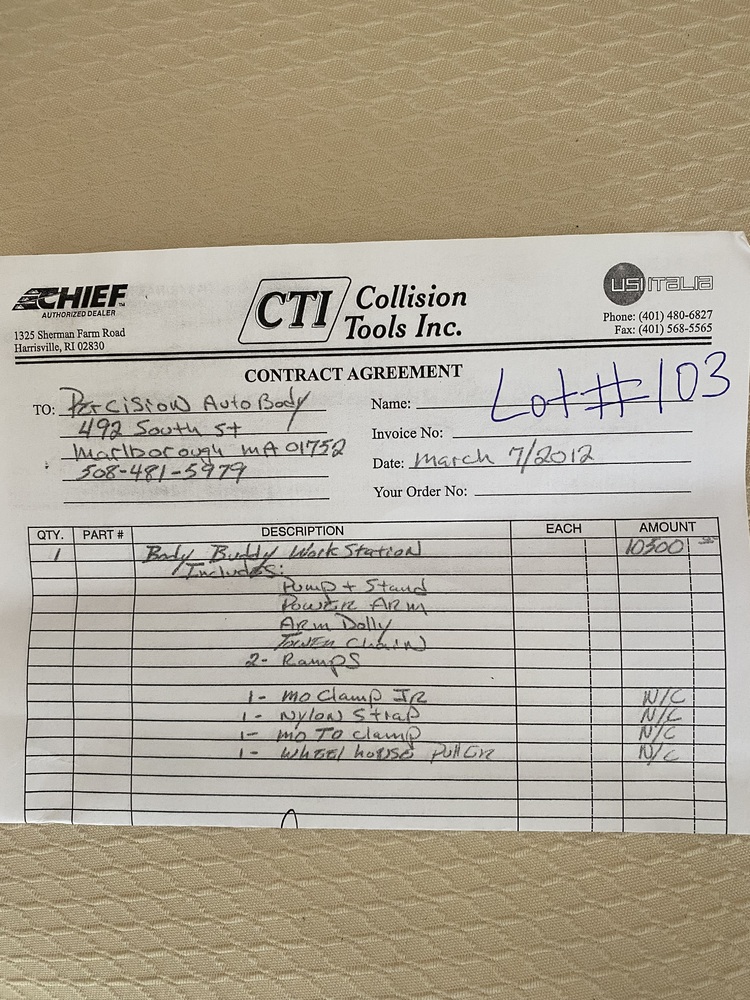 CHIEF™
AUTHORIZED DEALER
1325 Sherman Farm Road
Harrisville, RI 02830
CTI Collision
Tools Inc.
USI ITALIA
Phone: (401) 480-6827
Fax: (401) 568-5565
CONTRACT AGREEMENT
TO: Percision Auto Body
492 South St
Marlborough MA 01752
508-481-5979
Name:
Lot # 103
Invoice No:
Date: March 7/2012
Your Order No:
QTY. PART # DESCRIPTION EACH AMOUNT
1 Body Buddy Work Station 10500
Includes:
Pump + Stand
Power Arm
Arm Dolly
Tower Chain
2- Ramps
1- Mo Clamp JR N/C
1- Nylon Strap N/C
1- Mo To clamp N/C
1- Wheel house Puller N/C